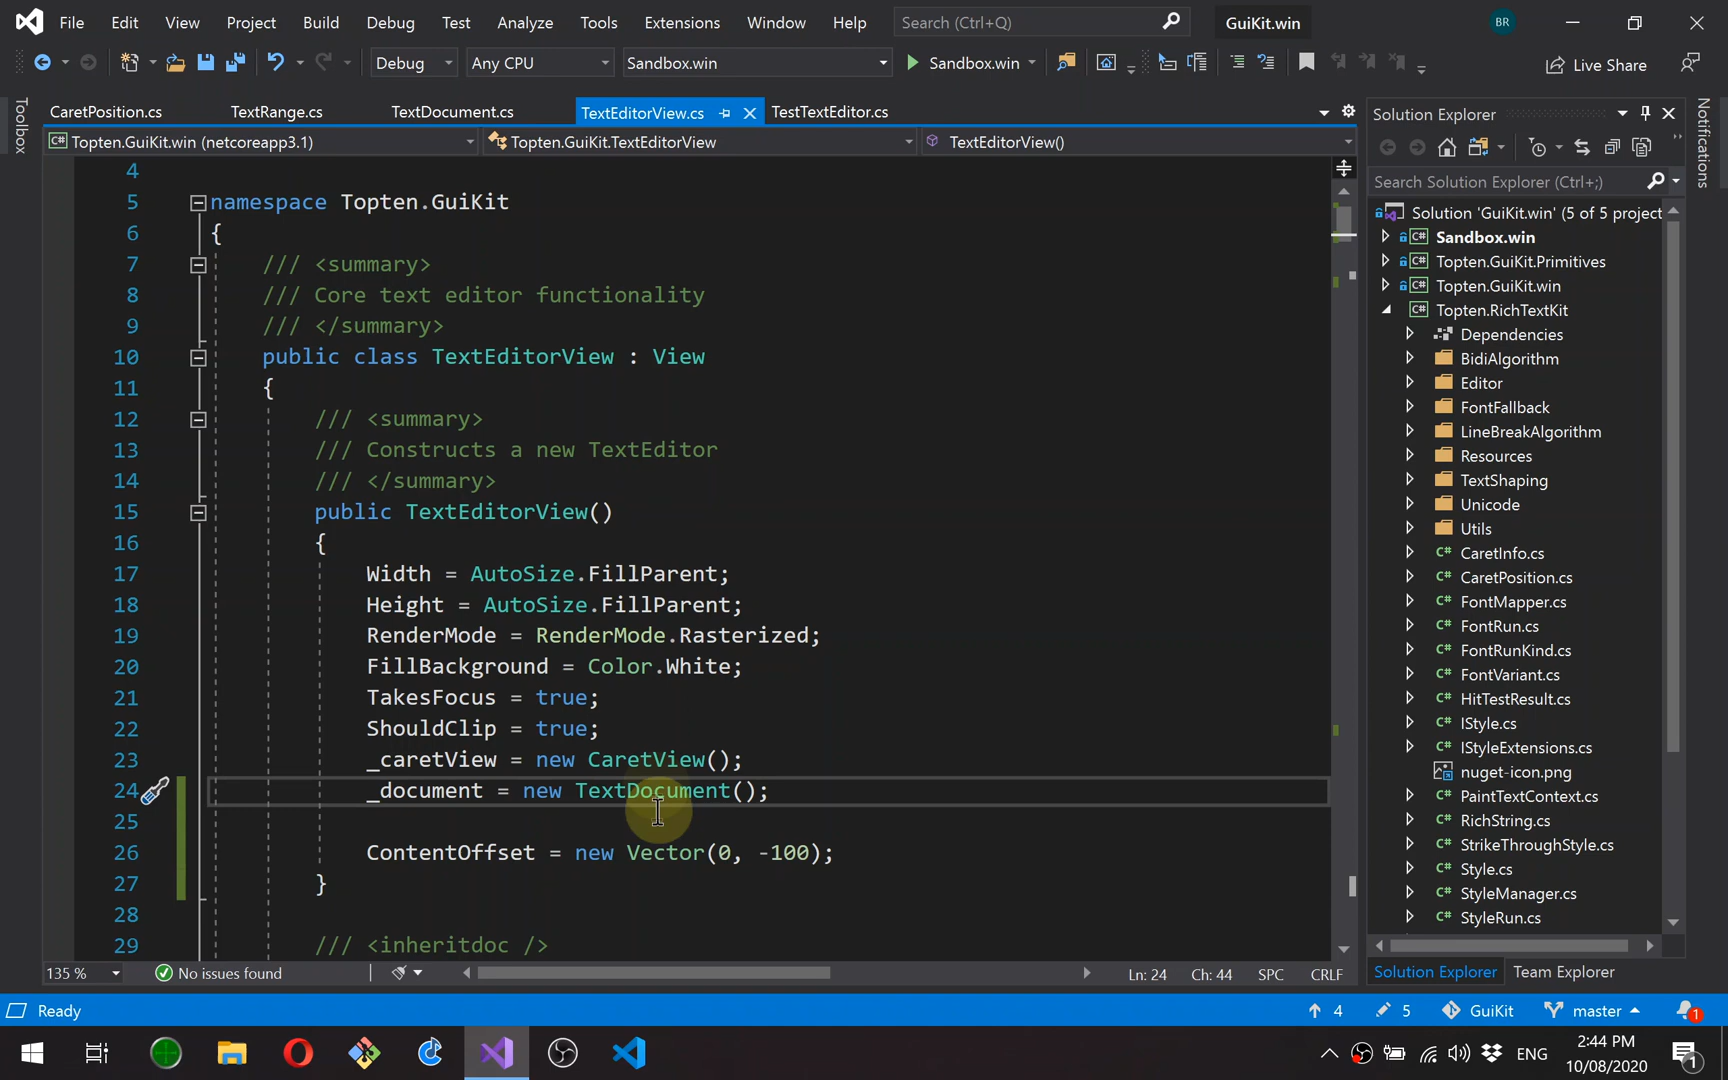 File Edit View Project Build Debug Test Analyze Tools Extensions Window Help Search (Ctrl+Q) GuiKit.win BR
Debug Any CPU Sandbox.win Sandbox.win Live Share
Toolbox
CaretPosition.cs TextRange.cs TextDocument.cs TextEditorView.cs TestTextEditor.cs
Topten.GuiKit.win (netcoreapp3.1) Topten.GuiKit.TextEditorView TextEditorView()
4
5 namespace Topten.GuiKit
6 {
7 /// <summary>
8 /// Core text editor functionality
9 /// </summary>
10 public class TextEditorView : View
11 {
12 /// <summary>
13 /// Constructs a new TextEditor
14 /// </summary>
15 public TextEditorView()
16 {
17 Width = AutoSize.FillParent;
18 Height = AutoSize.FillParent;
19 RenderMode = RenderMode.Rasterized;
20 FillBackground = Color.White;
21 TakesFocus = true;
22 ShouldClip = true;
23 _caretView = new CaretView();
24 _document = new TextDocument();
25
26 ContentOffset = new Vector(0, -100);
27 }
28
29 /// <inheritdoc />
135 % No issues found Ln: 24 Ch: 44 SPC CRLF
Solution Explorer
Search Solution Explorer (Ctrl+;)
Solution 'GuiKit.win' (5 of 5 project
Sandbox.win
Topten.GuiKit.Primitives
Topten.GuiKit.win
Topten.RichTextKit
Dependencies
BidiAlgorithm
Editor
FontFallback
LineBreakAlgorithm
Resources
TextShaping
Unicode
Utils
C# CaretInfo.cs
C# CaretPosition.cs
C# FontMapper.cs
C# FontRun.cs
C# FontRunKind.cs
C# FontVariant.cs
C# HitTestResult.cs
C# IStyle.cs
C# IStyleExtensions.cs
nuget-icon.png
C# PaintTextContext.cs
C# RichString.cs
C# StrikeThroughStyle.cs
C# Style.cs
C# StyleManager.cs
C# StyleRun.cs
Solution Explorer Team Explorer
Notifications
Ready 4 5 GuiKit master 1
ENG 2:44 PM 1
10/08/2020